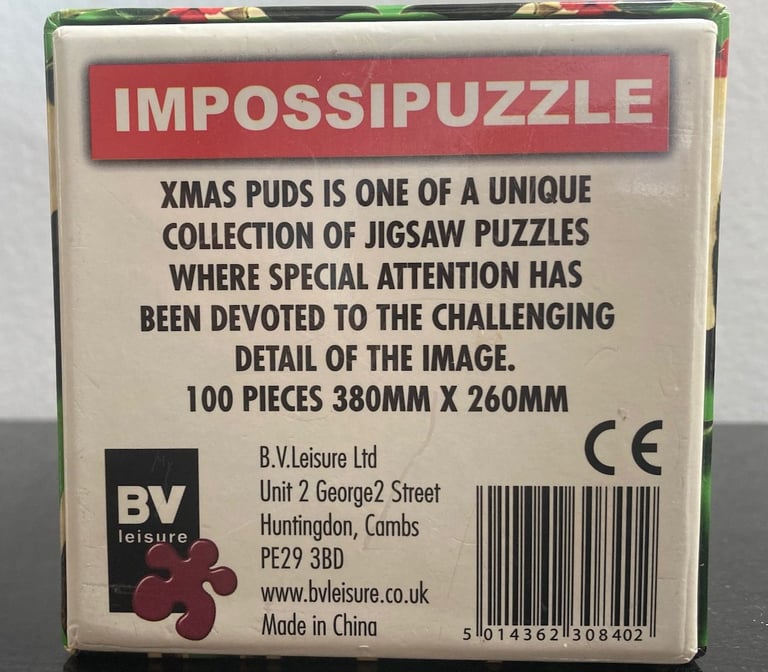 IMPOSSIPUZZLE
XMAS PUDS IS ONE OF A UNIQUE
COLLECTION OF JIGSAW PUZZLES
WHERE SPECIAL ATTENTION HAS
BEEN DEVOTED TO THE CHALLENGING
DETAIL OF THE IMAGE.
100 PIECES 380MM X 260MM
BV
leisure
B.V.Leisure Ltd
Unit 2 George2 Street
Huntingdon, Cambs
PE29 3BD
www.bvleisure.co.uk
Made in China
CE
5 014362 308402